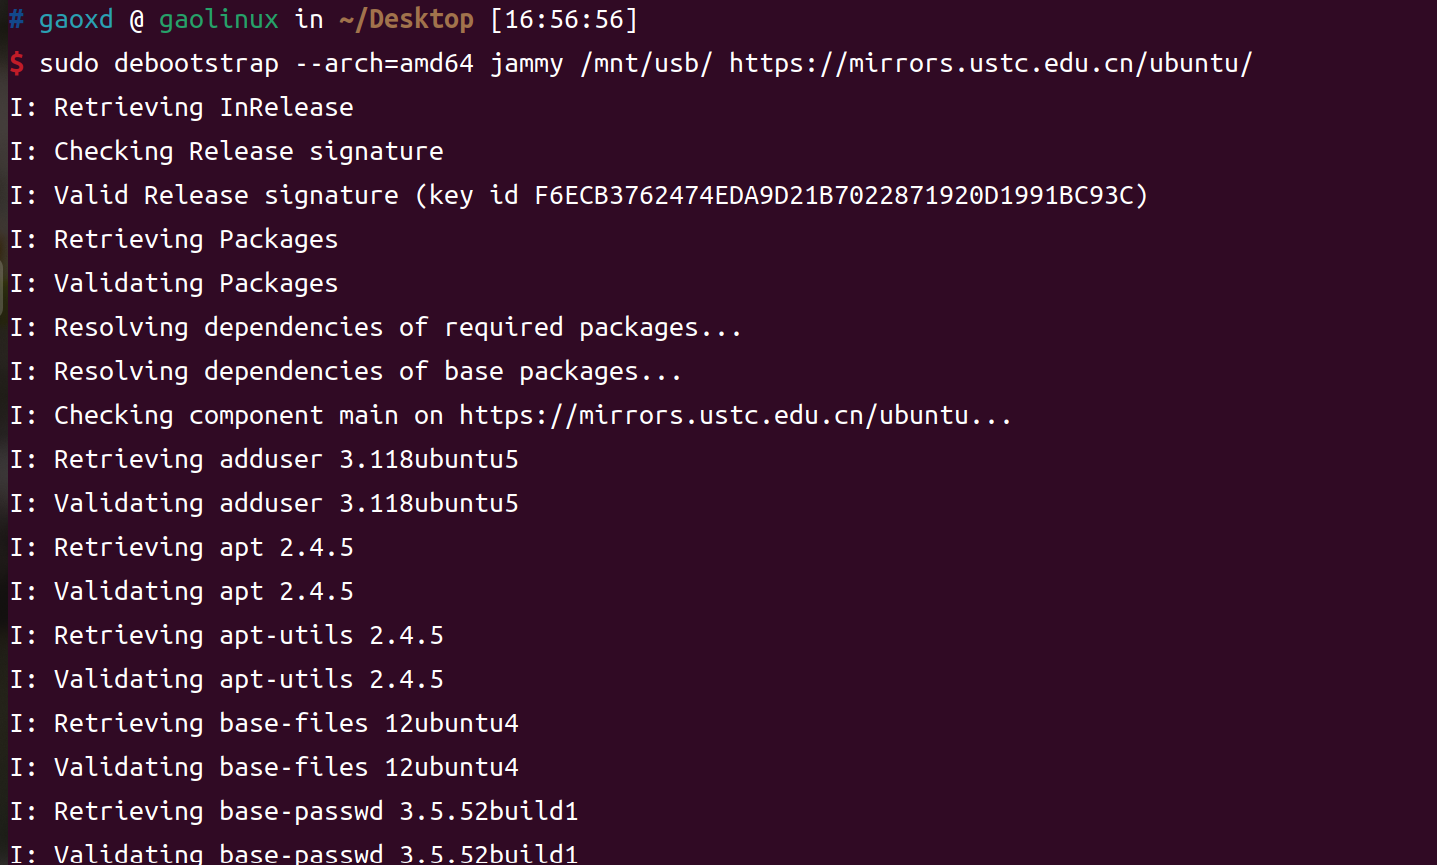 # gaoxd @ gaolinux in ~/Desktop [16:56:56]
$ sudo debootstrap --arch=amd64 jammy /mnt/usb/ https://mirrors.ustc.edu.cn/ubuntu/
I: Retrieving InRelease
I: Checking Release signature
I: Valid Release signature (key id F6ECB3762474EDA9D21B7022871920D1991BC93C)
I: Retrieving Packages
I: Validating Packages
I: Resolving dependencies of required packages...
I: Resolving dependencies of base packages...
I: Checking component main on https://mirrors.ustc.edu.cn/ubuntu...
I: Retrieving adduser 3.118ubuntu5
I: Validating adduser 3.118ubuntu5
I: Retrieving apt 2.4.5
I: Validating apt 2.4.5
I: Retrieving apt-utils 2.4.5
I: Validating apt-utils 2.4.5
I: Retrieving base-files 12ubuntu4
I: Validating base-files 12ubuntu4
I: Retrieving base-passwd 3.5.52build1
I: Validating base-passwd 3.5.52build1